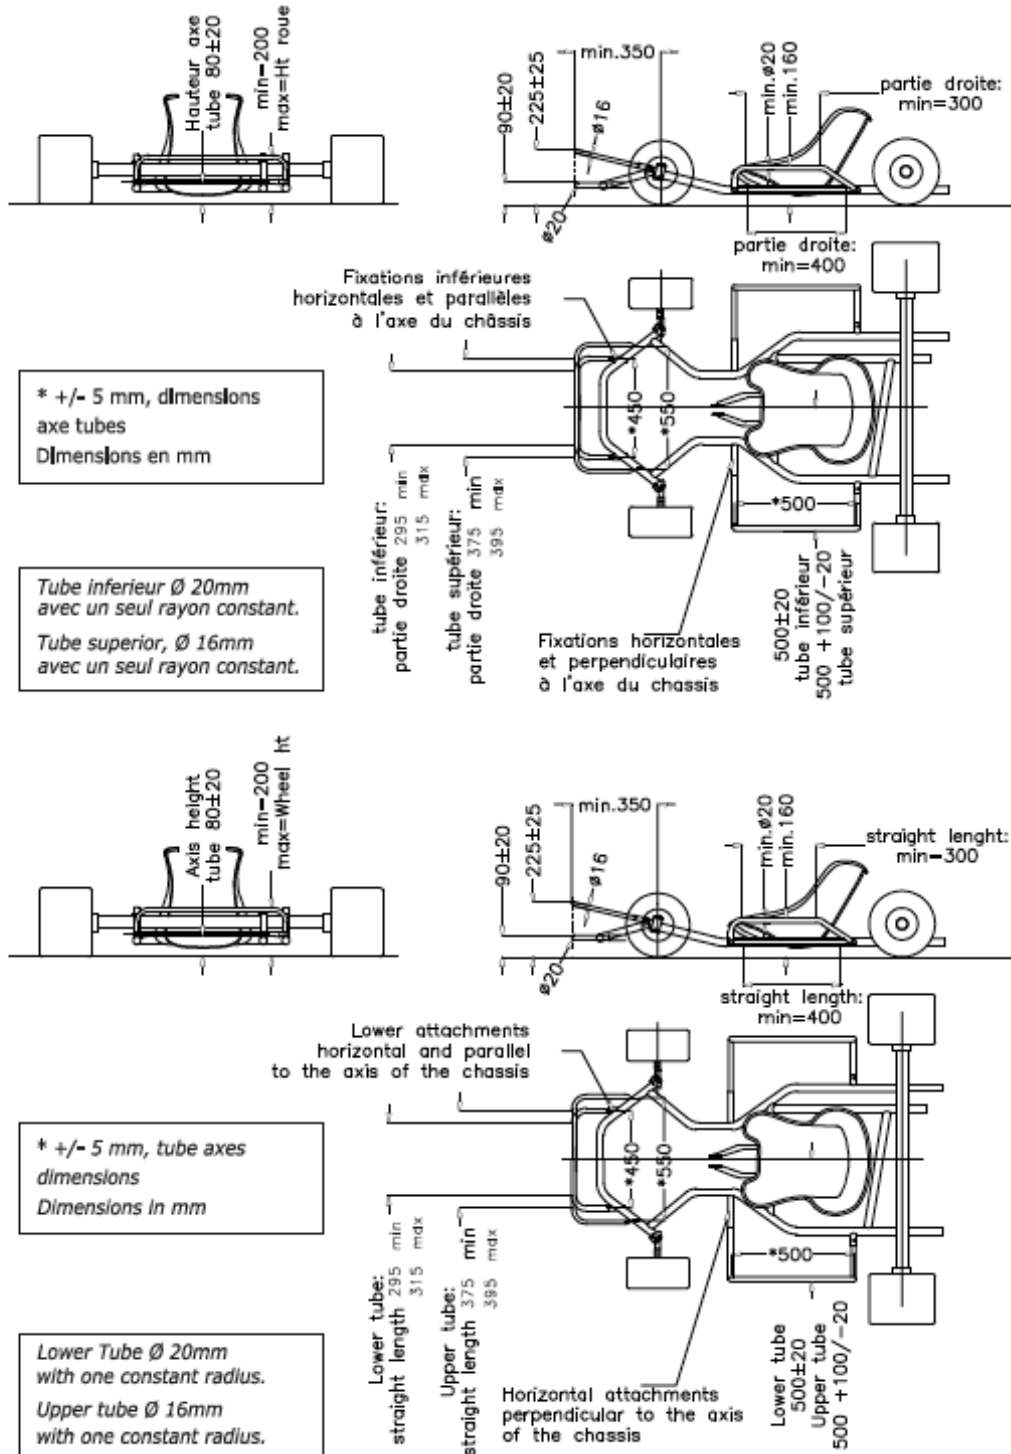 Hauteur axe
tube 80±20
min-200
max=Ht roue
min.350
90±20
225±25
ø16
ø20
min.ø20
min.160
partie droite:
min=300
partie droite:
min=400
Fixations inférieures
horizontales et parallèles
à l'axe du châssis
* +/- 5 mm, dimensions
axe tubes
Dimensions en mm
*450
*550
*500
tube inférieur:
partie droite 295 min
315 max
tube supérieur:
partie droite 375 min
395 max
Tube inferieur Ø 20mm
avec un seul rayon constant.
Tube superior, Ø 16mm
avec un seul rayon constant.
Fixations horizontales
et perpendiculaires
à l'axe du chassis
500±20
tube inférieur
500 +100/-20
tube supérieur
Axis height
tube 80±20
min-200
max=Wheel ht
min.350
90±20
225±25
ø16
ø20
min.ø20
min.160
straight lenght:
min-300
straight length:
min=400
Lower attachments
horizontal and parallel
to the axis of the chassis
* +/- 5 mm, tube axes
dimensions
Dimensions in mm
*450
*550
*500
Lower tube:
straight length 295 min
315 max
Upper tube:
straight length 375 min
395 max
Lower Tube Ø 20mm
with one constant radius.
Upper tube Ø 16mm
with one constant radius.
Horizontal attachments
perpendicular to the axis
of the chassis
Lower tube
500±20
Upper tube
500 +100/-20